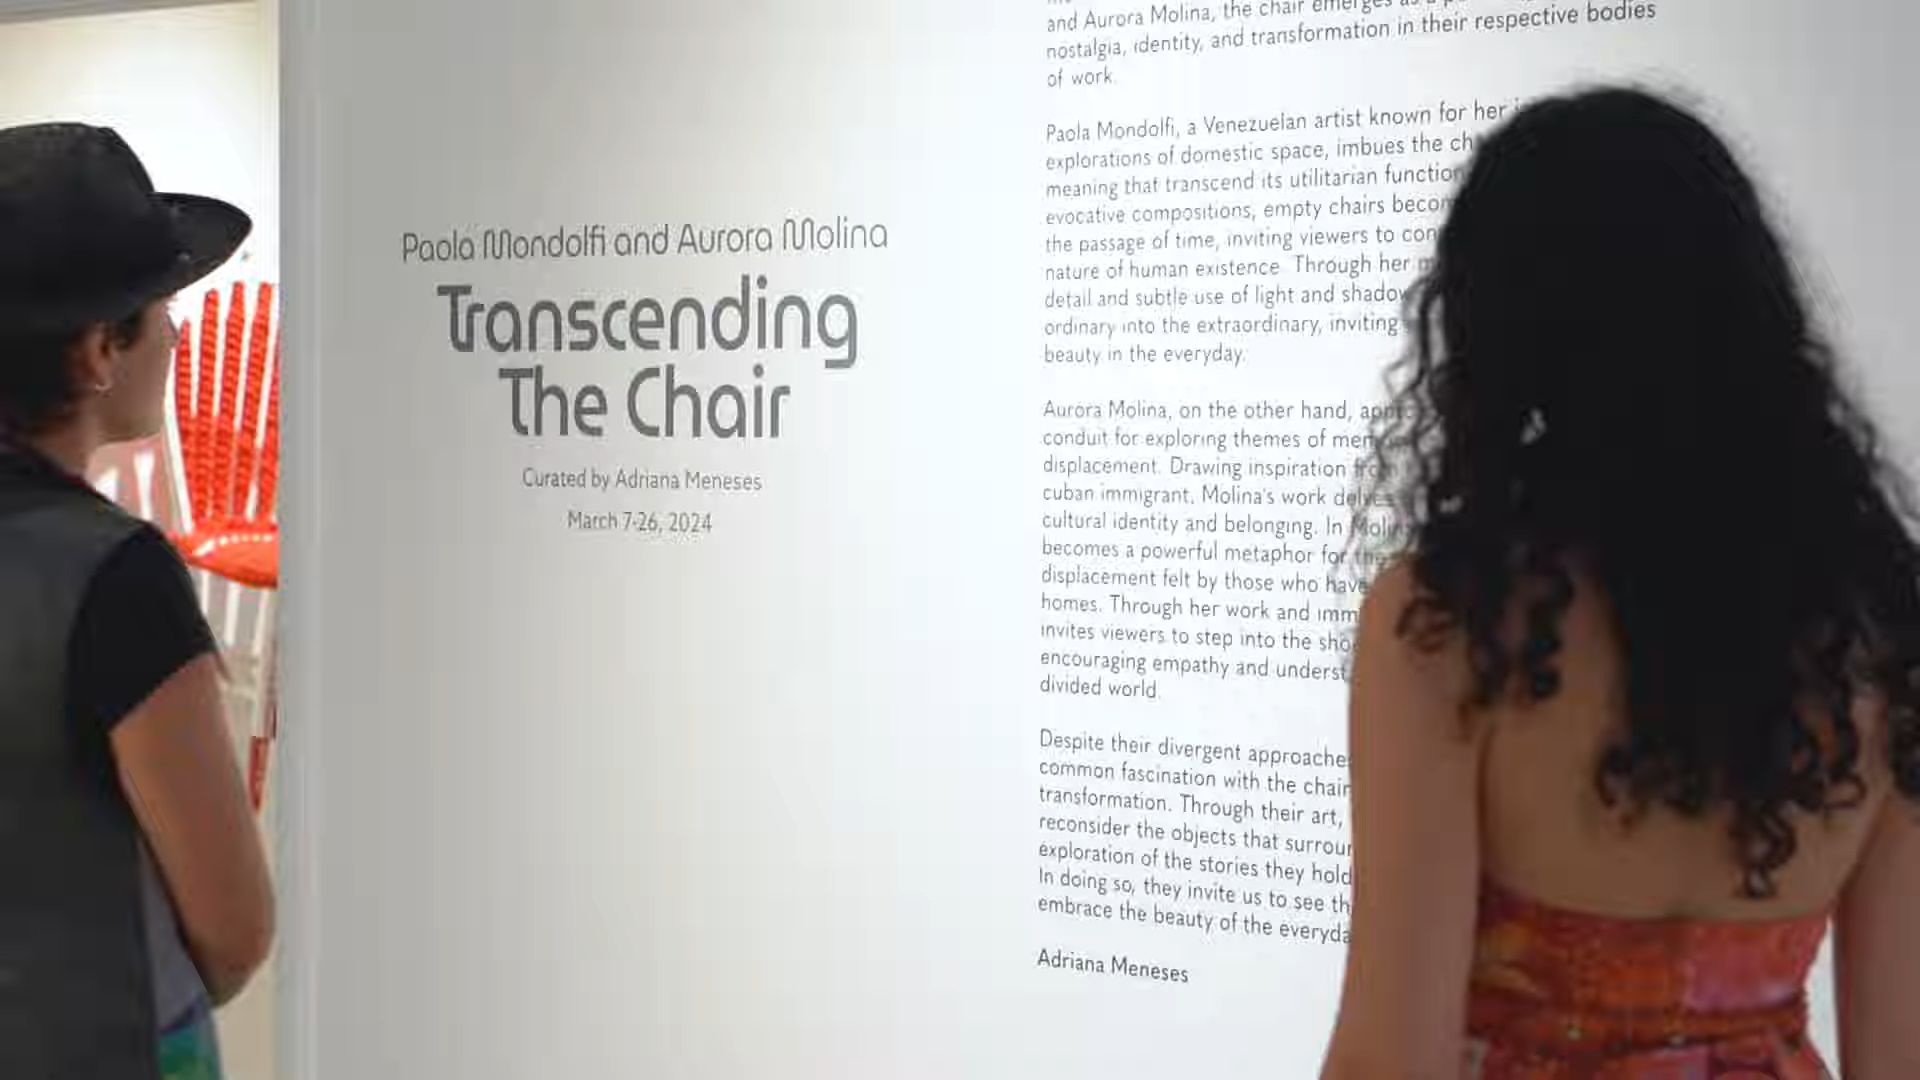 Paola Mondolfi and Aurora Molina
Transcending
The Chair
Curated by Adriana Meneses
March 7-26, 2024
and Aurora Molina, the chair emerges as a
nostalgia, identity, and transformation in their respective bodies
of work.
Paola Mondolfi, a Venezuelan artist known for her
explorations of domestic space, imbues the
meaning that transcend its utilitarian function
evocative compositions, empty chairs
the passage of time, inviting viewers to
nature of human existence. Through her
detail and subtle use of light and
ordinary into the extraordinary, inviting
beauty in the everyday.
Aurora Molina, on the other hand,
conduit for exploring themes of
displacement. Drawing inspiration from
cuban immigrant, Molina's work delves
cultural identity and belonging. In
becomes a powerful metaphor for the
displacement felt by those who have
homes. Through her work and
invites viewers to step into the
encouraging empathy and
divided world.
Despite their divergent
common fascination with the chair
transformation. Through their art,
reconsider the objects that
exploration of the stories they hold
In doing so, they invite us to see
embrace the beauty of the
Adriana Meneses